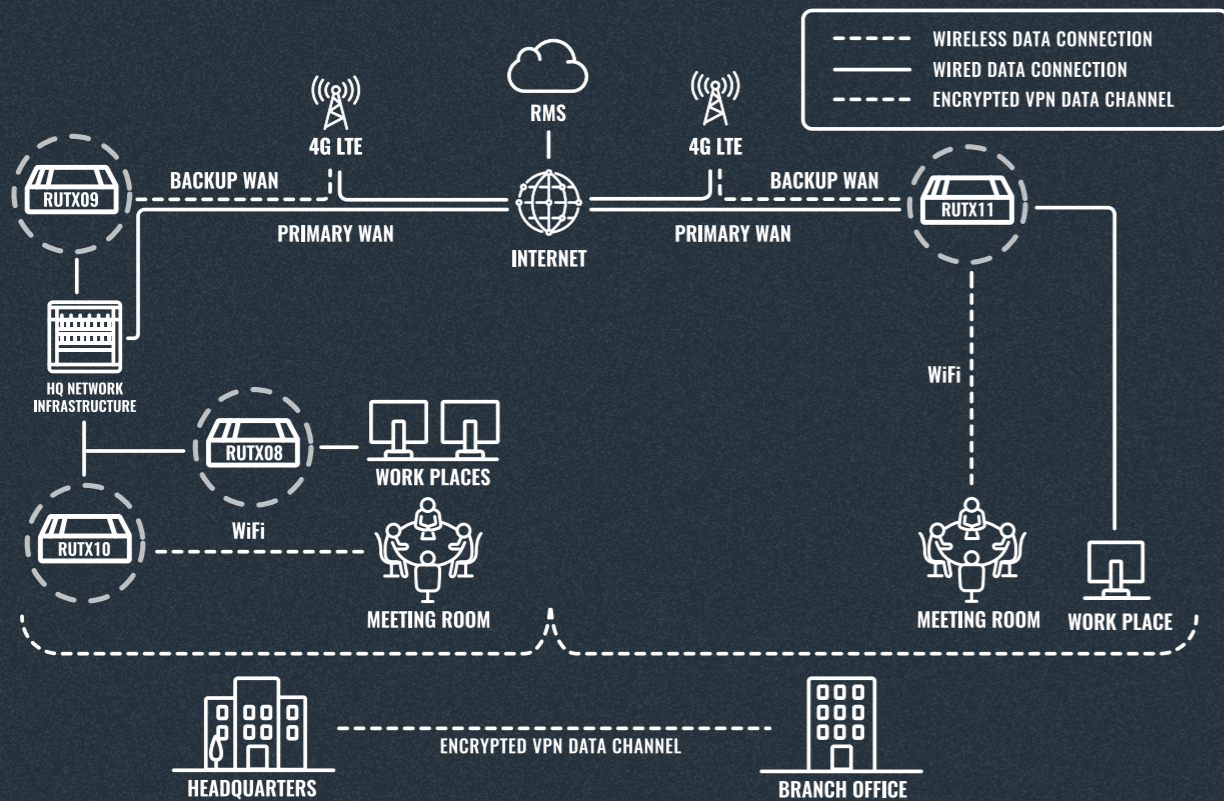 WIRELESS DATA CONNECTION
WIRED DATA CONNECTION
ENCRYPTED VPN DATA CHANNEL
RMS
4G LTE
4G LTE
RUTX09
BACKUP WAN
BACKUP WAN
RUTX11
PRIMARY WAN
PRIMARY WAN
INTERNET
HQ NETWORK
INFRASTRUCTURE
WiFi
RUTX08
WORK PLACES
WiFi
RUTX10
MEETING ROOM
MEETING ROOM
WORK PLACE
ENCRYPTED VPN DATA CHANNEL
HEADQUARTERS
BRANCH OFFICE